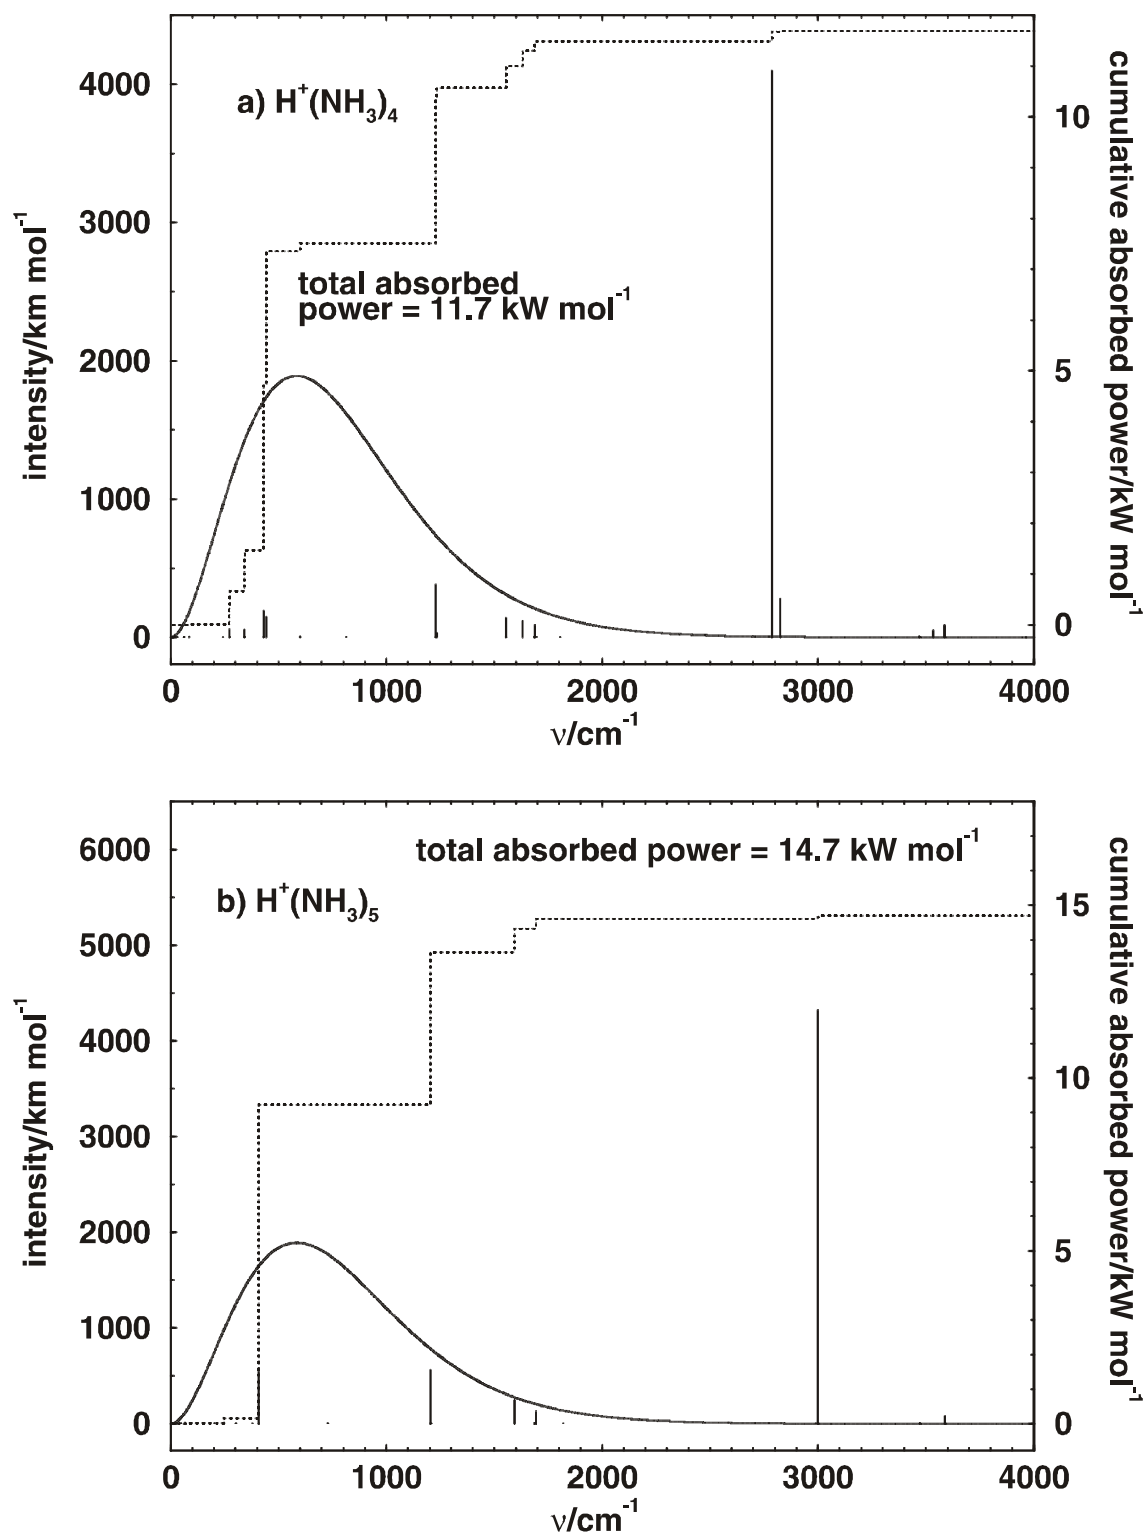 a) H⁺(NH₃)₄
total absorbed
power = 11.7 kW mol⁻¹
intensity/km mol⁻¹
4000
3000
2000
1000
0
cumulative absorbed power/kW mol⁻¹
10
5
0
0 1000 2000 3000 4000
ν/cm⁻¹
total absorbed power = 14.7 kW mol⁻¹
b) H⁺(NH₃)₅
intensity/km mol⁻¹
6000
5000
4000
3000
2000
1000
0
cumulative absorbed power/kW mol⁻¹
15
10
5
0
0 1000 2000 3000 4000
ν/cm⁻¹